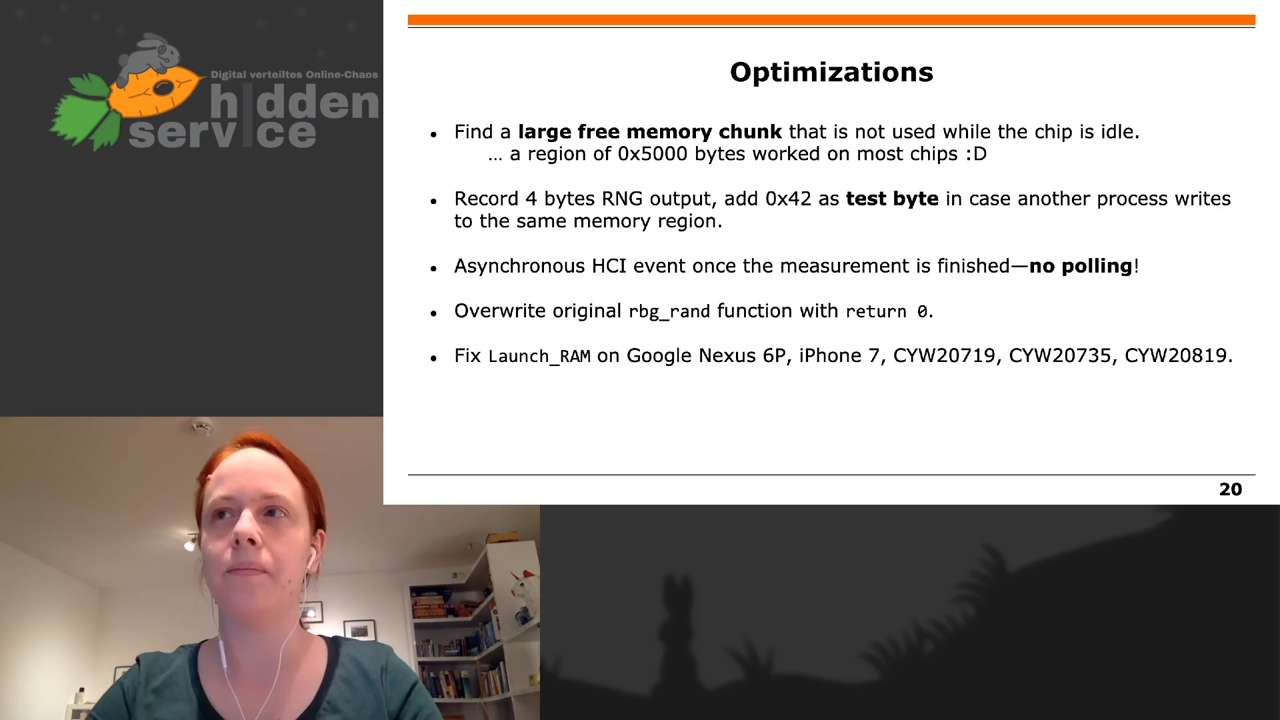 Digital verteiltes Online-Chaos
hidden
service
Optimizations
• Find a large free memory chunk that is not used while the chip is idle.
... a region of 0x5000 bytes worked on most chips :D
• Record 4 bytes RNG output, add 0x42 as test byte in case another process writes
to the same memory region.
• Asynchronous HCI event once the measurement is finished—no polling!
• Overwrite original rbg_rand function with return 0.
• Fix Launch_RAM on Google Nexus 6P, iPhone 7, CYW20719, CYW20735, CYW20819.
20